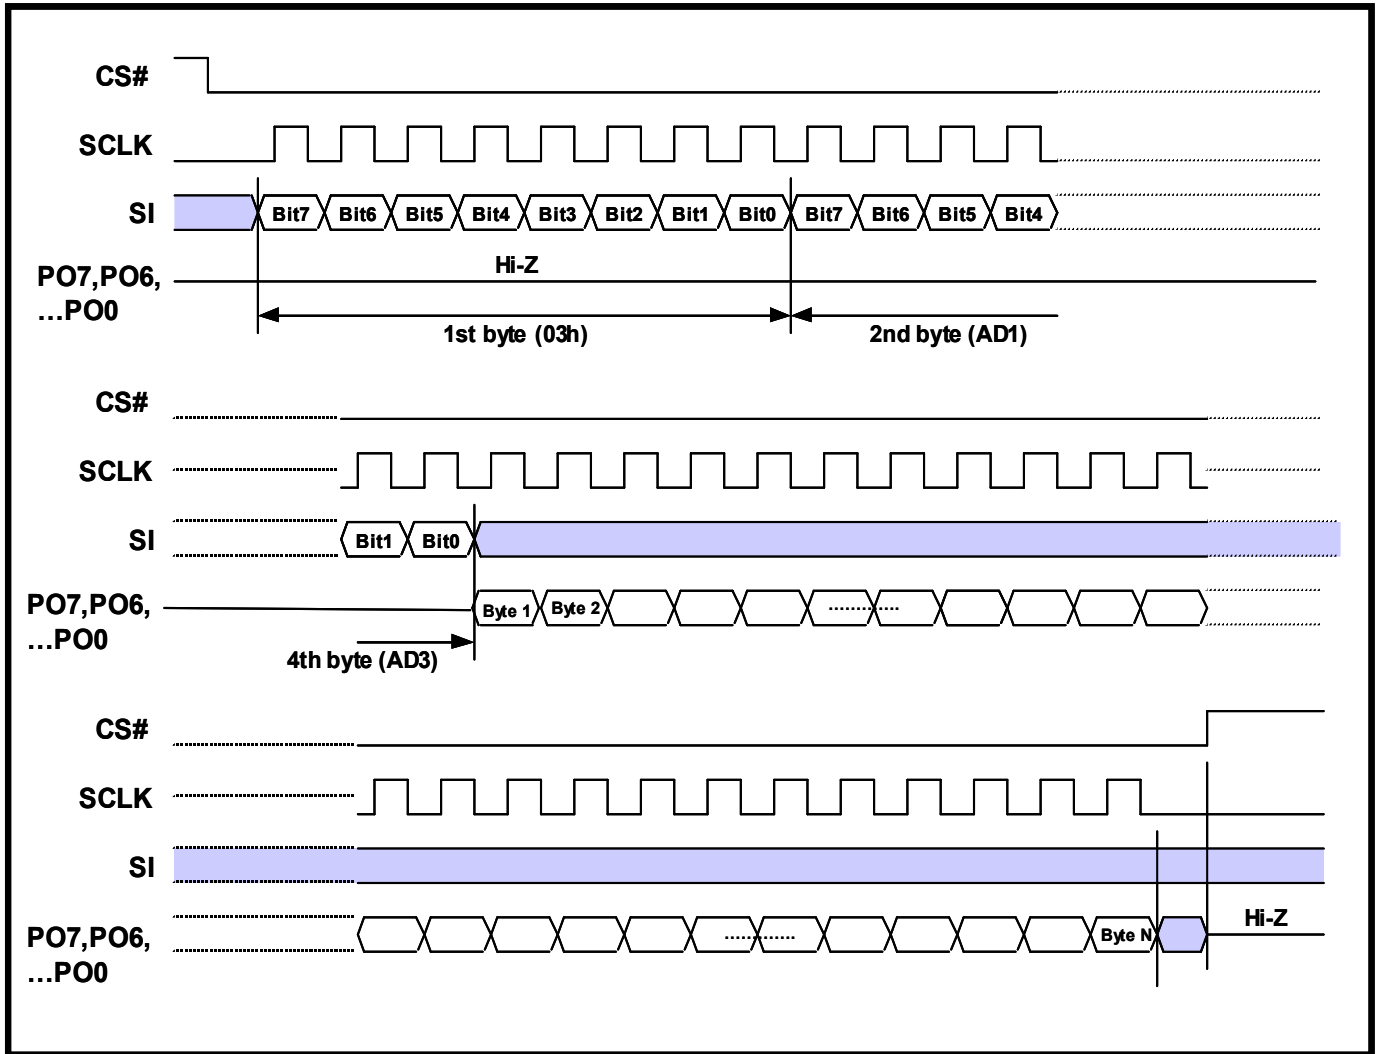 CS#
SCLK
SI Bit7 Bit6 Bit5 Bit4 Bit3 Bit2 Bit1 Bit0 Bit7 Bit6 Bit5 Bit4
Hi-Z
PO7,PO6,
...PO0
1st byte (03h) 2nd byte (AD1)
CS#
SCLK
SI Bit1 Bit0
PO7,PO6, Byte 1 Byte 2
...PO0
4th byte (AD3)
CS#
SCLK
SI
Hi-Z
PO7,PO6, Byte N
...PO0